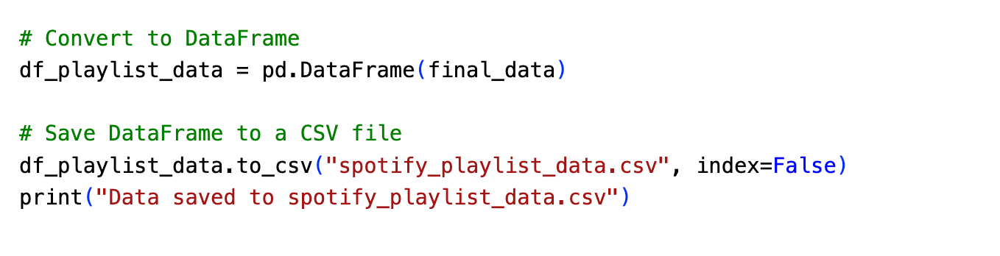 # Convert to DataFrame
df_playlist_data = pd.DataFrame(final_data)
# Save DataFrame to a CSV file
df_playlist_data.to_csv("spotify_playlist_data.csv", index=False)
print("Data saved to spotify_playlist_data.csv")